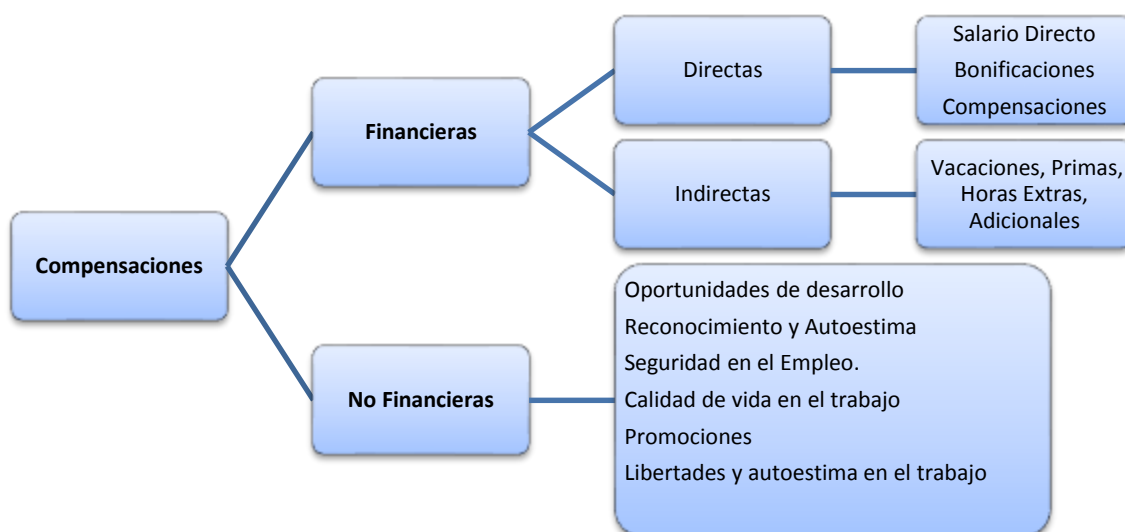 Compensaciones
Financieras
Directas
Salario Directo
Bonificaciones
Compensaciones
Indirectas
Vacaciones, Primas,
Horas Extras,
Adicionales
No Financieras
Oportunidades de desarrollo
Reconocimiento y Autoestima
Seguridad en el Empleo.
Calidad de vida en el trabajo
Promociones
Libertades y autoestima en el trabajo